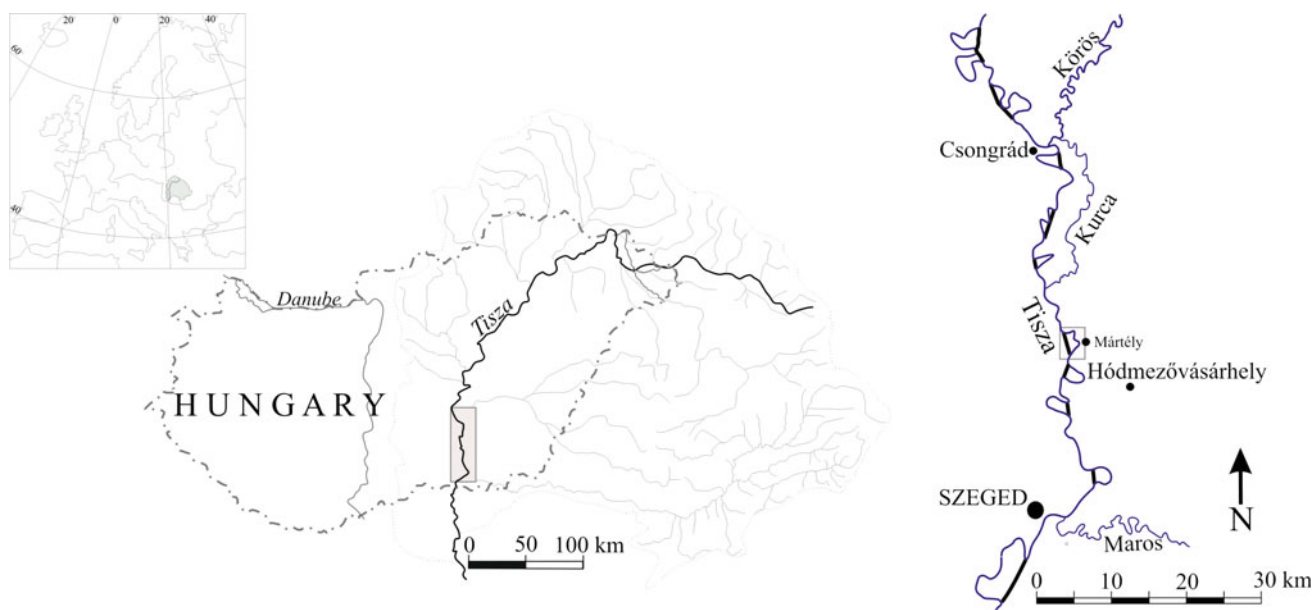 20 0 20 40
60
40
20
Danube
Tisza
HUNGARY
0 50 100 km
Körös
Csongrád
Kurca
Tisza
Mártély
Hódmezővásárhely
SZEGED
N
Maros
0 10 20 30 km